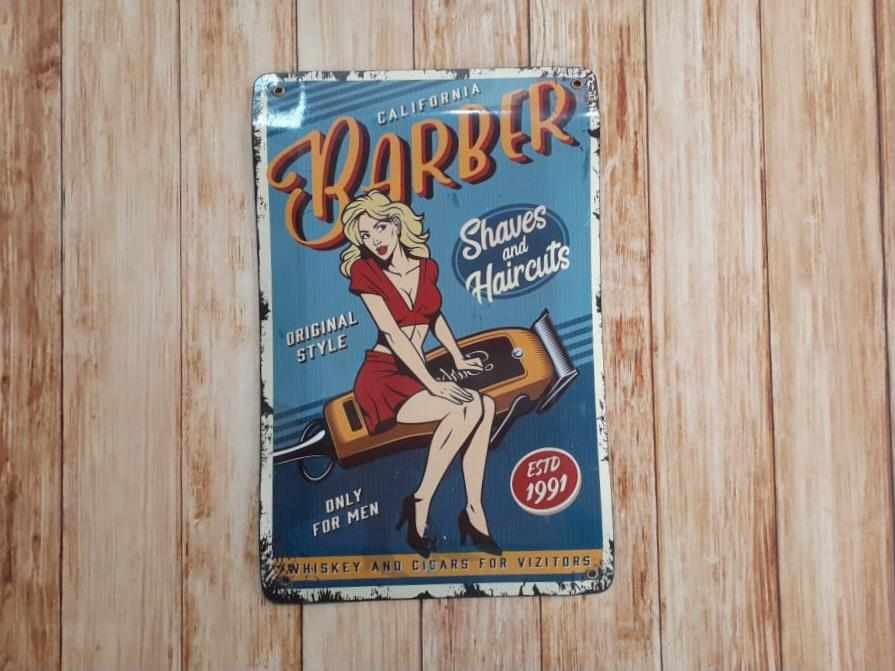 CALIFORNIA
BARBER
Shaves
and
Haircuts
ORIGINAL
STYLE
ESTD
1991
ONLY
FOR MEN
WHISKEY AND CIGARS FOR VIZITORS